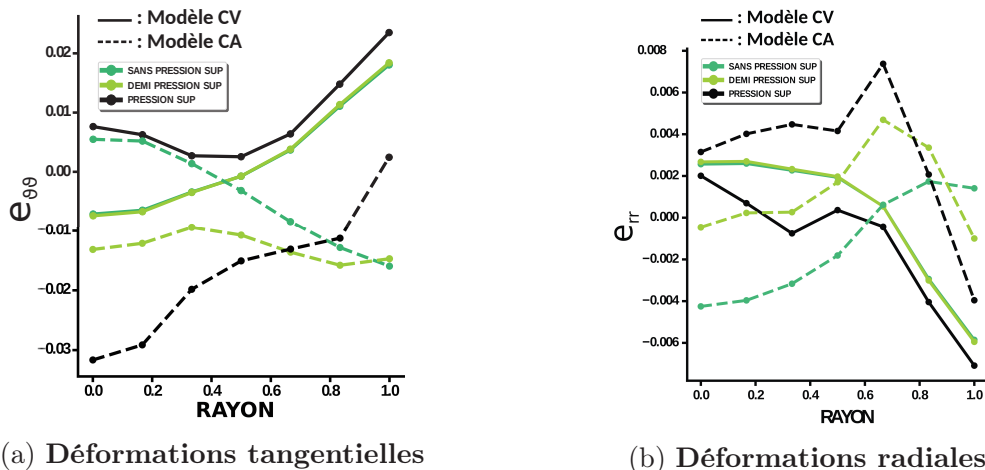 : Modèle CV
: Modèle CA
SANS PRESSION SUP
DEMI PRESSION SUP
PRESSION SUP
0.02
0.01
0.00
−0.01
−0.02
−0.03
eϑϑ
0.0 0.2 0.4 0.6 0.8 1.0
RAYON
(a) Déformations tangentielles
: Modèle CV
: Modèle CA
SANS PRESSION SUP
DEMI PRESSION SUP
PRESSION SUP
0.008
0.006
0.004
0.002
0.000
−0.002
−0.004
−0.006
err
0.0 0.2 0.4 0.6 0.8 1.0
RAYON
(b) Déformations radiales